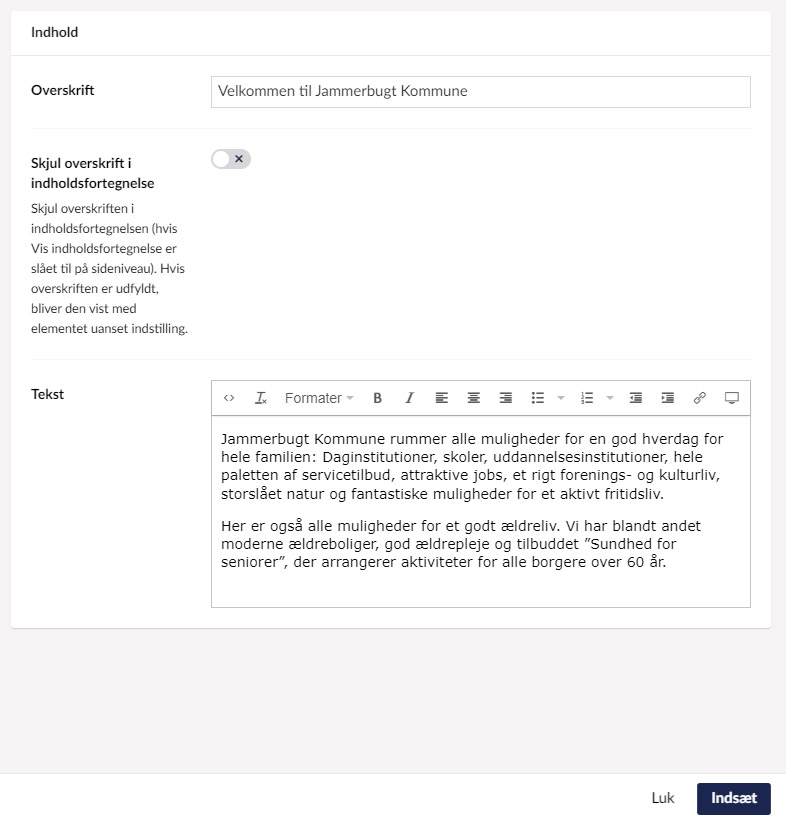 Indhold
Overskrift
Velkommen til Jammerbugt Kommune
Skjul overskrift i
indholdsfortegnelse
Skjul overskriften i
indholdsfortegnelsen (hvis
Vis indholdsfortegnelse er
slået til på sideniveau). Hvis
overskriften er udfyldt,
bliver den vist med
elementet uanset indstilling.
Tekst
Formater B I
Jammerbugt Kommune rummer alle muligheder for en god hverdag for
hele familien: Daginstitutioner, skoler, uddannelsesinstitutioner, hele
paletten af servicetilbud, attraktive jobs, et rigt forenings- og kulturliv,
storslået natur og fantastiske muligheder for et aktivt fritidsliv.
Her er også alle muligheder for et godt ældreliv. Vi har blandt andet
moderne ældreboliger, god ældrepleje og tilbuddet ”Sundhed for
seniorer”, der arrangerer aktiviteter for alle borgere over 60 år.
Luk
Indsæt